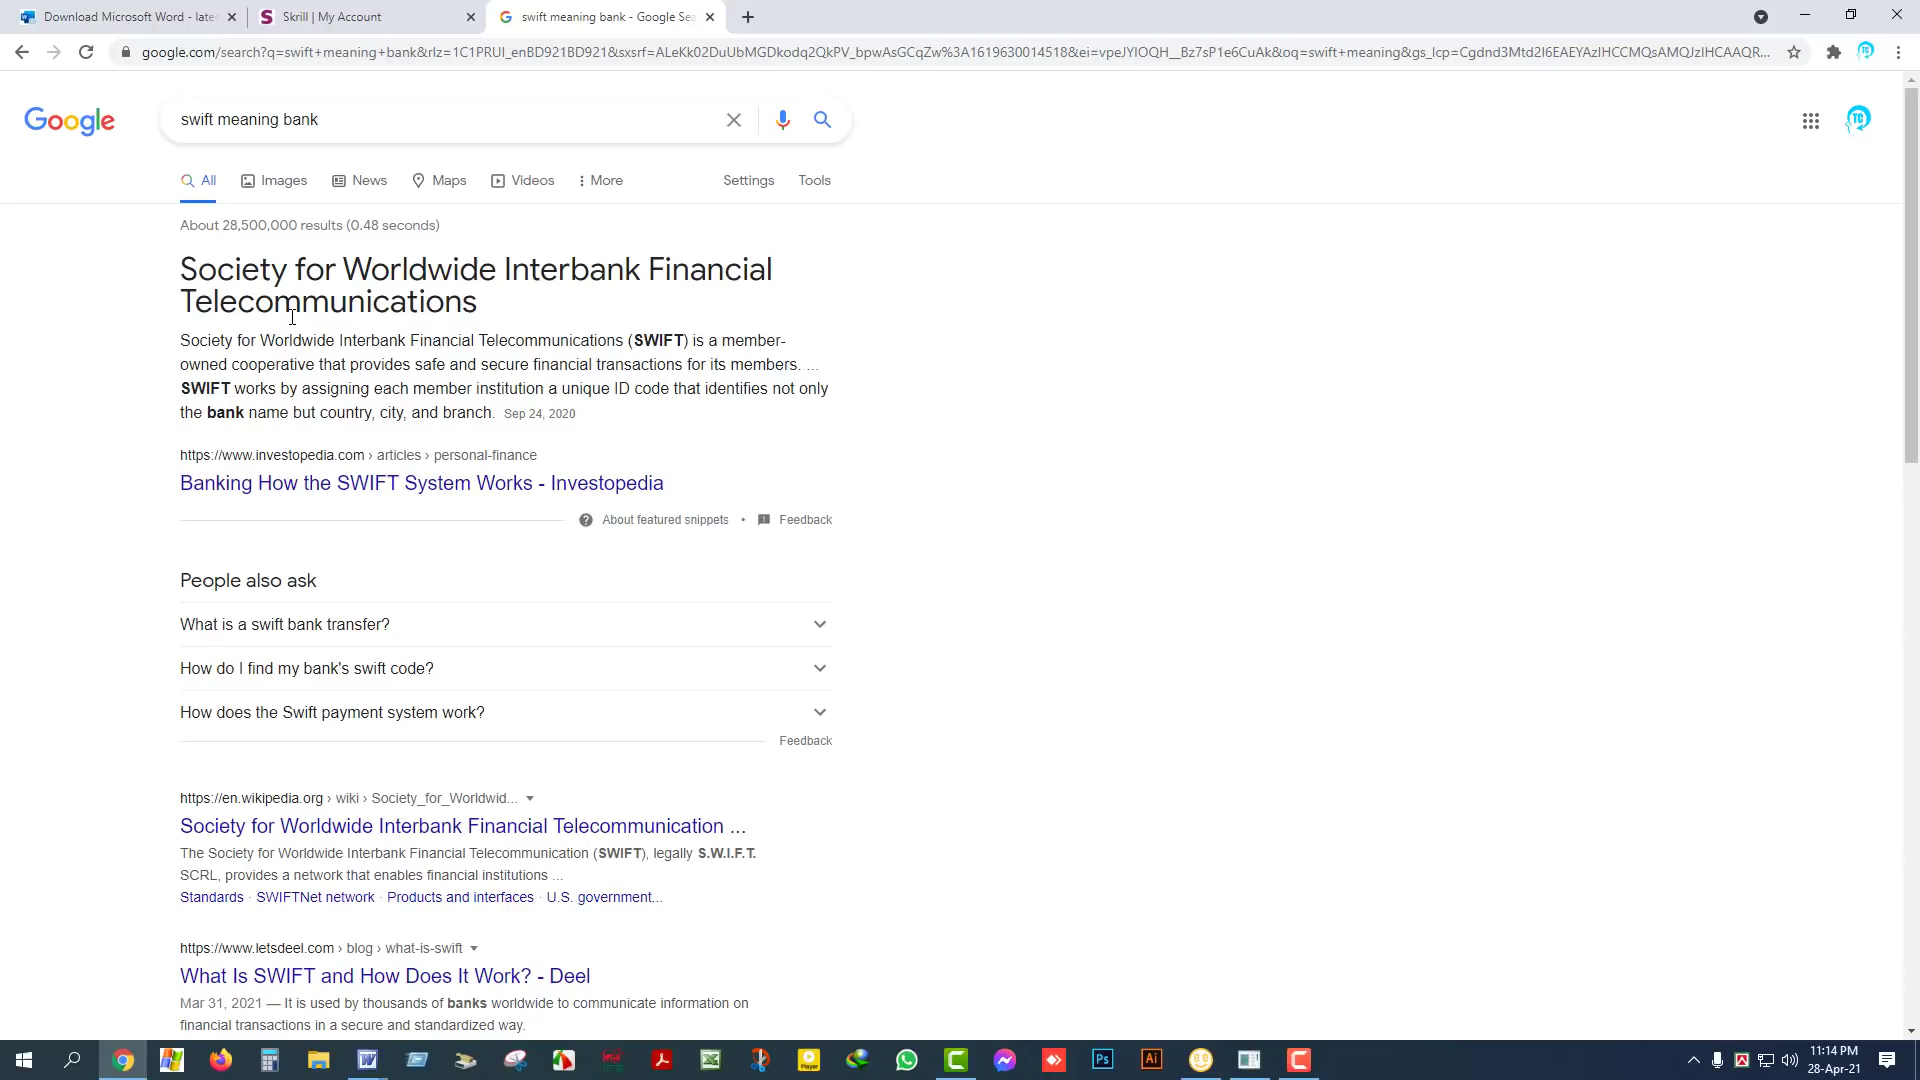 Download Microsoft Word - late
Skrill | My Account
swift meaning bank - Google Sea
google.com/search?q=swift+meaning+bank&rlz=1C1PRUI_enBD921BD921&sxsrf=ALeKk02DuUbMGDkodq2QkPV_bpwAsGCqZw%3A1619630014518&ei=vpeJYIOQH__Bz7sP1e6CuAk&oq=swift+meaning&gs_lcp=Cgdnd3Mtd2l6EAEYAzIHCCMQsAMQJzIHCAAQR...
Google
swift meaning bank
TC
All
Images
News
Maps
Videos
More
Settings
Tools
About 28,500,000 results (0.48 seconds)
Society for Worldwide Interbank Financial
Telecommunications
Society for Worldwide Interbank Financial Telecommunications (SWIFT) is a member-
owned cooperative that provides safe and secure financial transactions for its members. ...
SWIFT works by assigning each member institution a unique ID code that identifies not only
the bank name but country, city, and branch. Sep 24, 2020
https://www.investopedia.com › articles › personal-finance
Banking How the SWIFT System Works - Investopedia
About featured snippets • Feedback
People also ask
What is a swift bank transfer?
How do I find my bank's swift code?
How does the Swift payment system work?
Feedback
https://en.wikipedia.org › wiki › Society_for_Worldwid...
Society for Worldwide Interbank Financial Telecommunication ...
The Society for Worldwide Interbank Financial Telecommunication (SWIFT), legally S.W.I.F.T.
SCRL, provides a network that enables financial institutions ...
Standards · SWIFTNet network · Products and interfaces · U.S. government...
https://www.letsdeel.com › blog › what-is-swift
What Is SWIFT and How Does It Work? - Deel
Mar 31, 2021 — It is used by thousands of banks worldwide to communicate information on
financial transactions in a secure and standardized way.
Player
Ps
Ai
11:14 PM
28-Apr-21